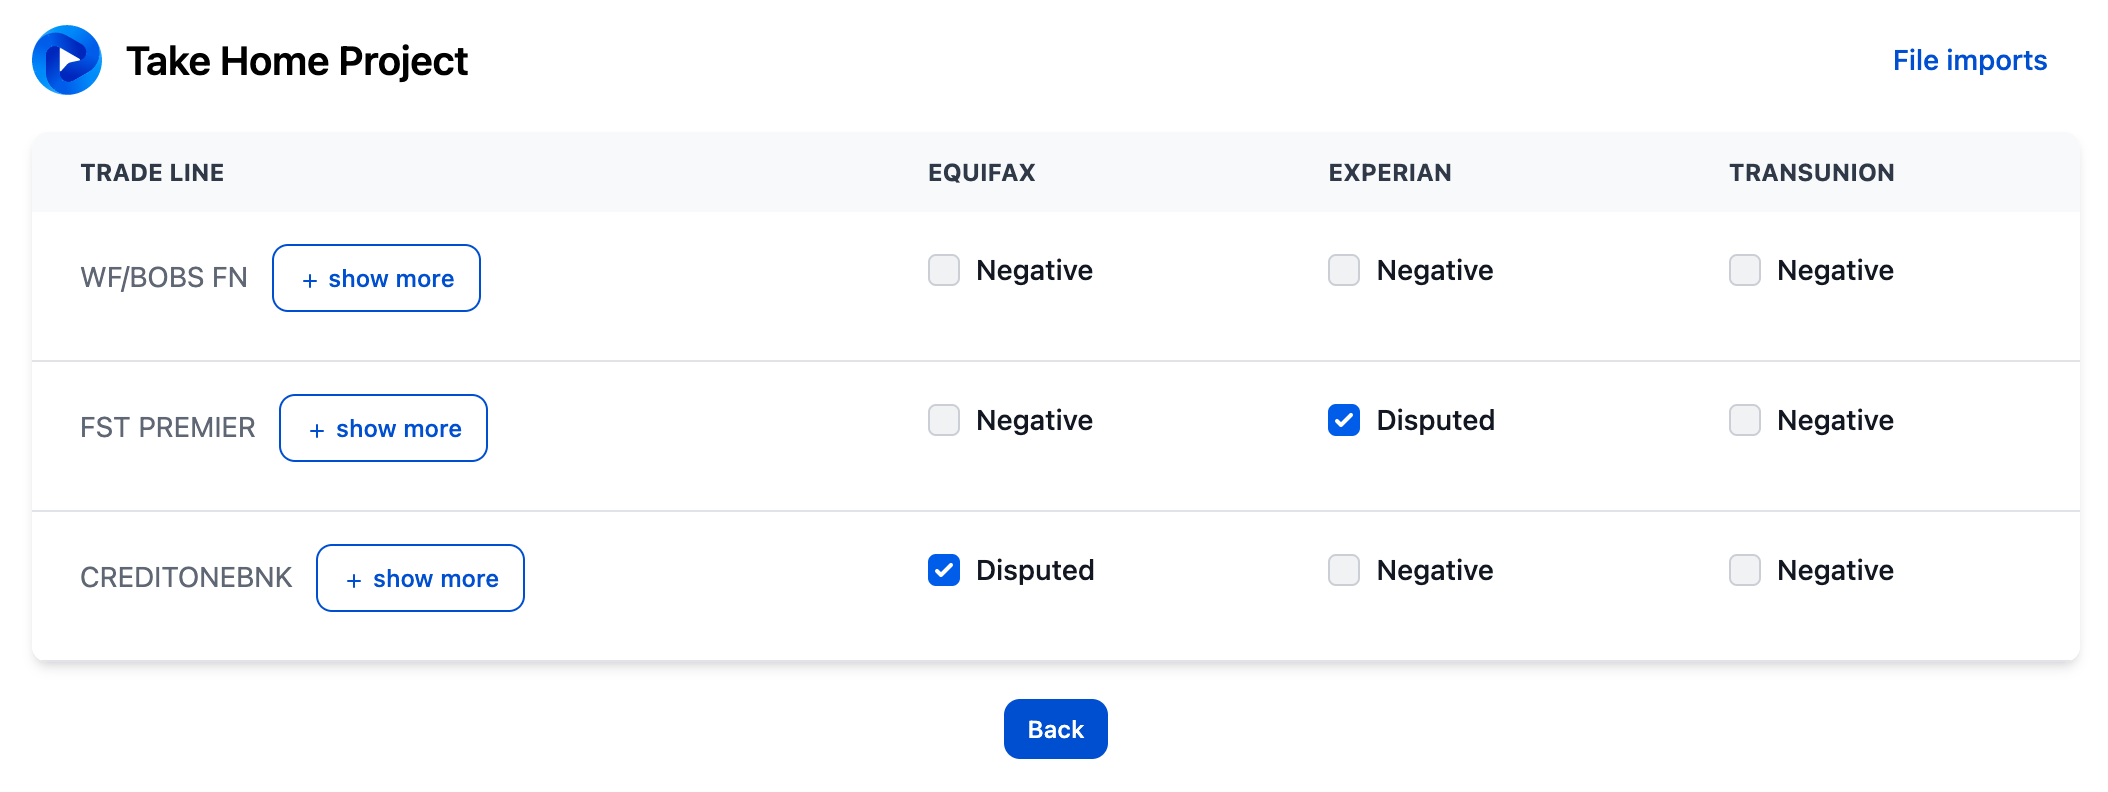 Take Home Project
File imports
TRADE LINE EQUIFAX EXPERIAN TRANSUNION
WF/BOBS FN + show more Negative Negative Negative
FST PREMIER + show more Negative Disputed Negative
CREDITONEBNK + show more Disputed Negative Negative
Back